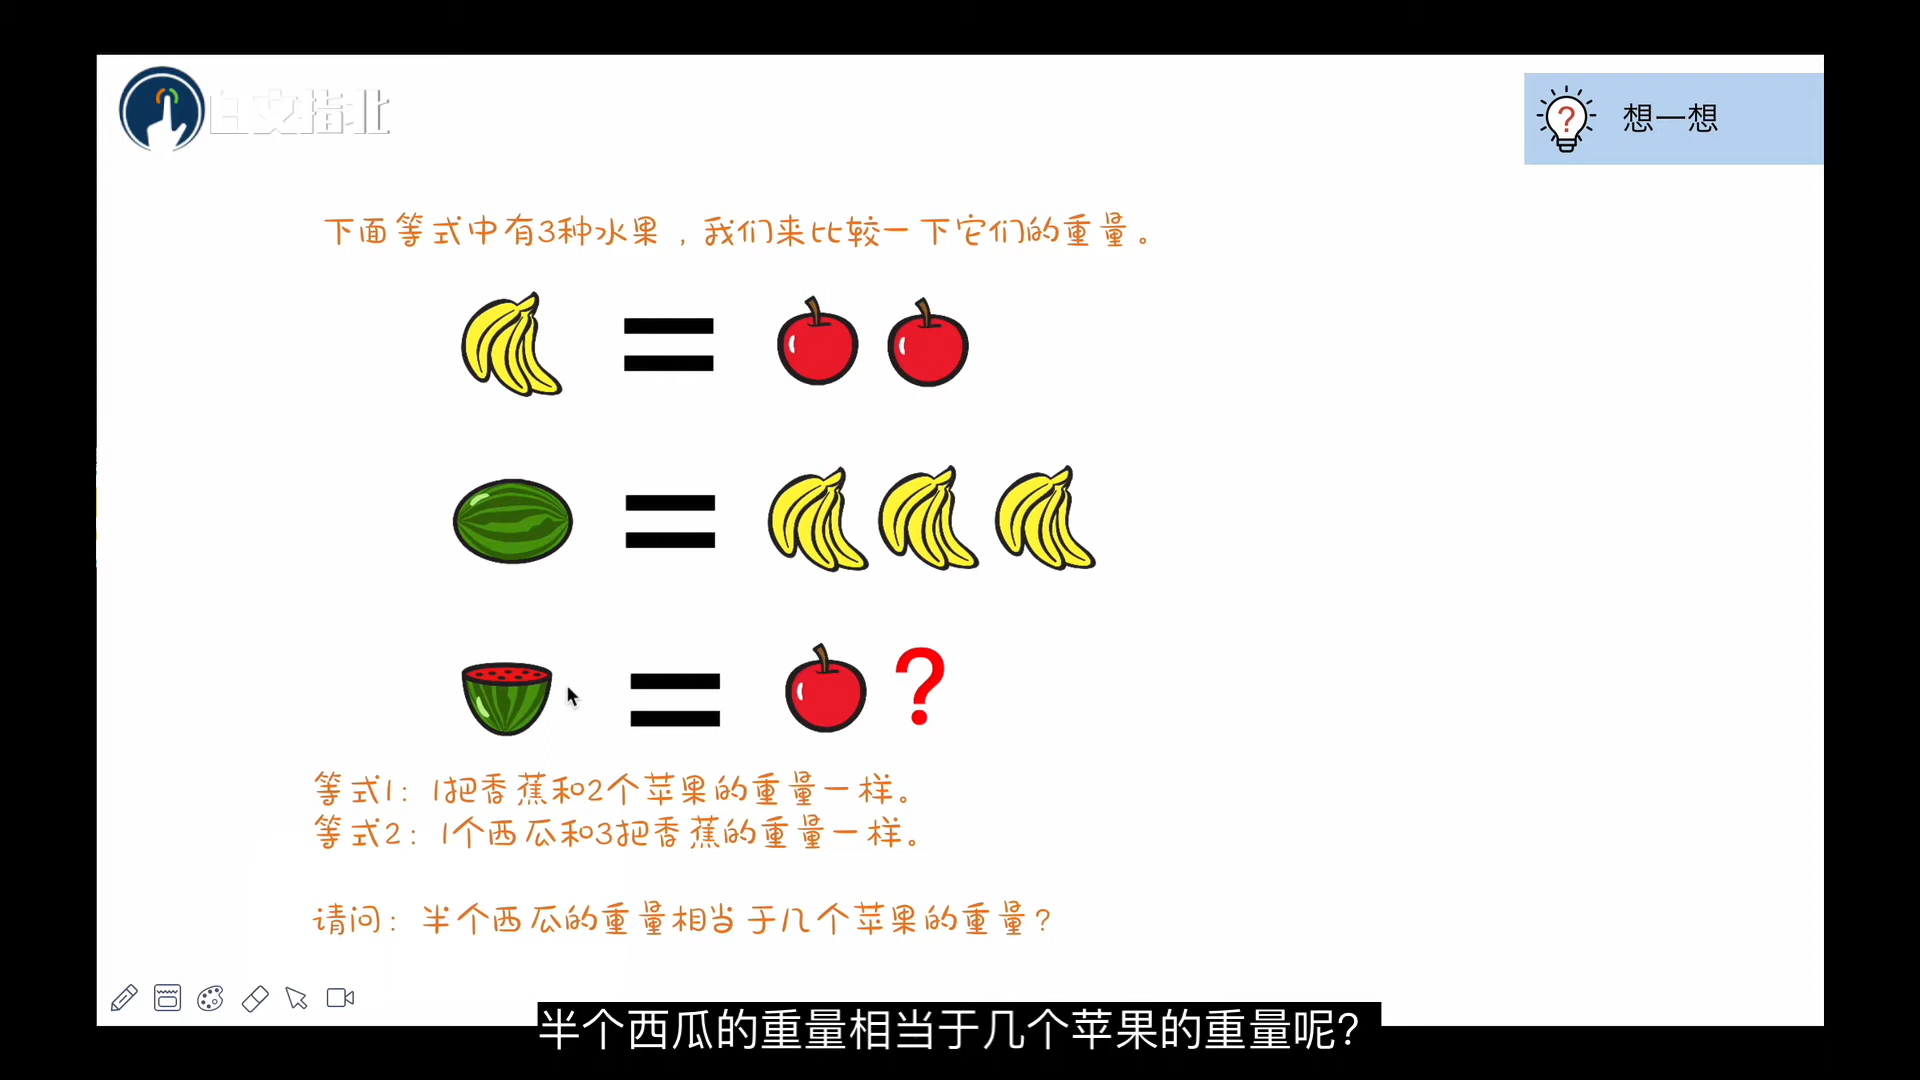 白文指北
想一想
下面等式中有3种水果，我们来比较一下它们的重量。
?
等式1：1把香蕉和2个苹果的重量一样。
等式2：1个西瓜和3把香蕉的重量一样。
请问：半个西瓜的重量相当于几个苹果的重量？
半个西瓜的重量相当于几个苹果的重量呢？